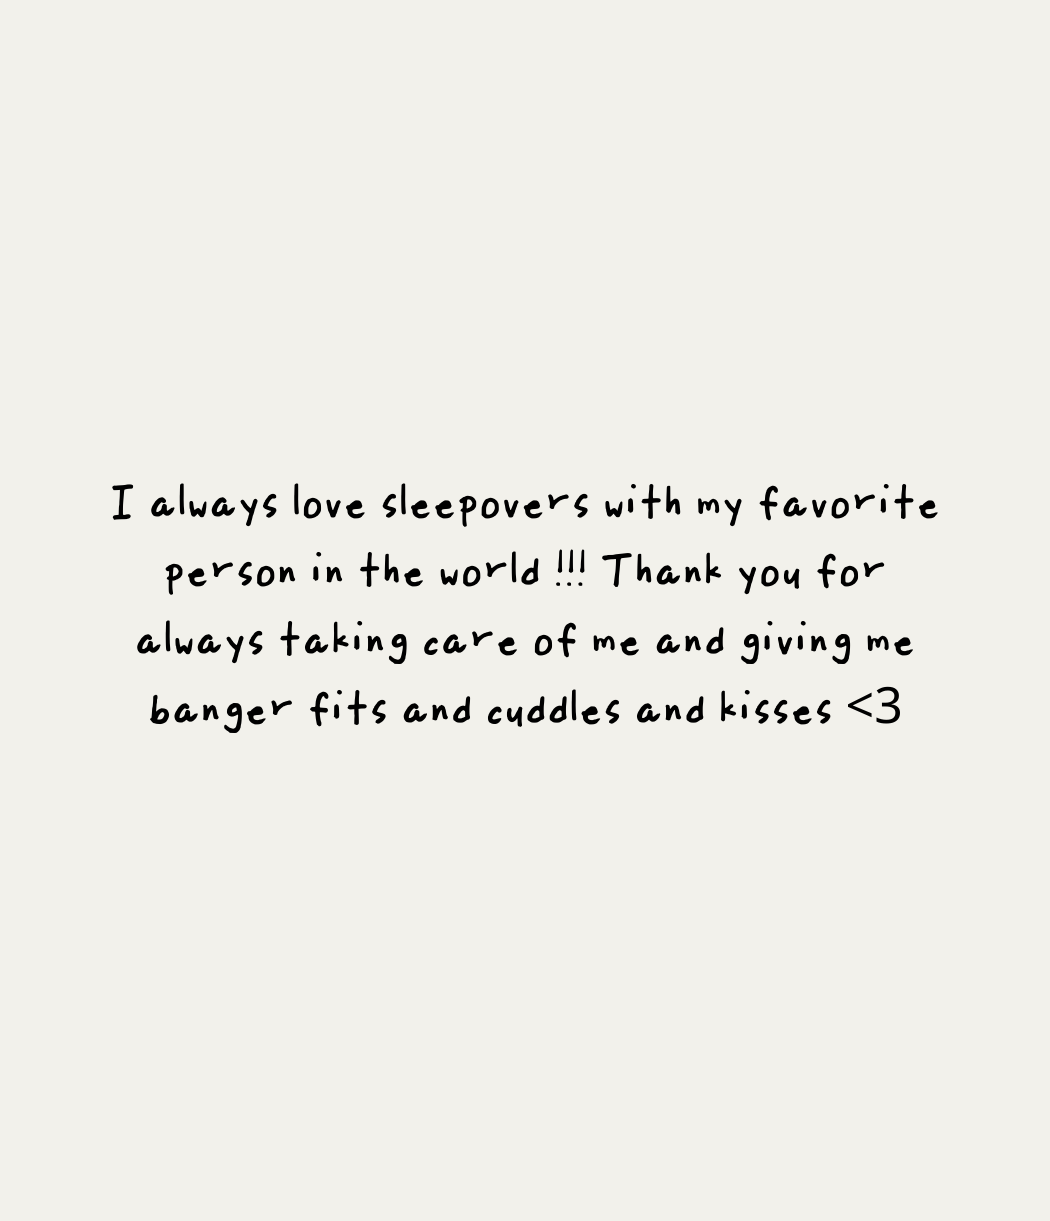 I always love sleepovers with my favorite
person in the world !!! Thank you for
always taking care of me and giving me
banger fits and cuddles and kisses <3